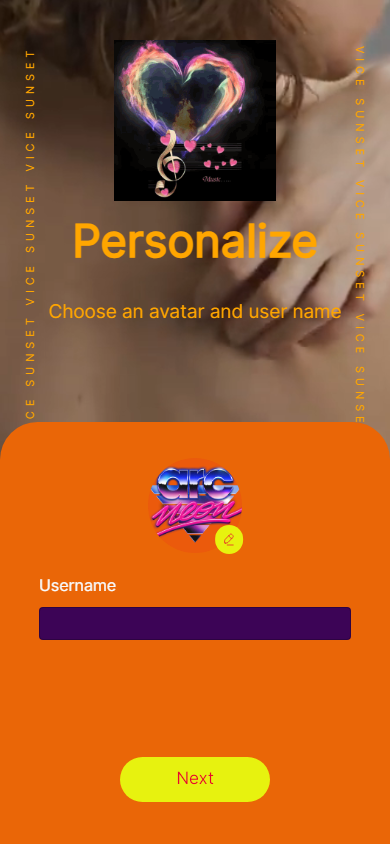 Music
Personalize
Choose an avatar and user name
VICE SUNSET VICE SUNSET VICE SUNSET
VICE SUNSET VICE SUNSET VICE SUNSE
arc
neon
Username
Next